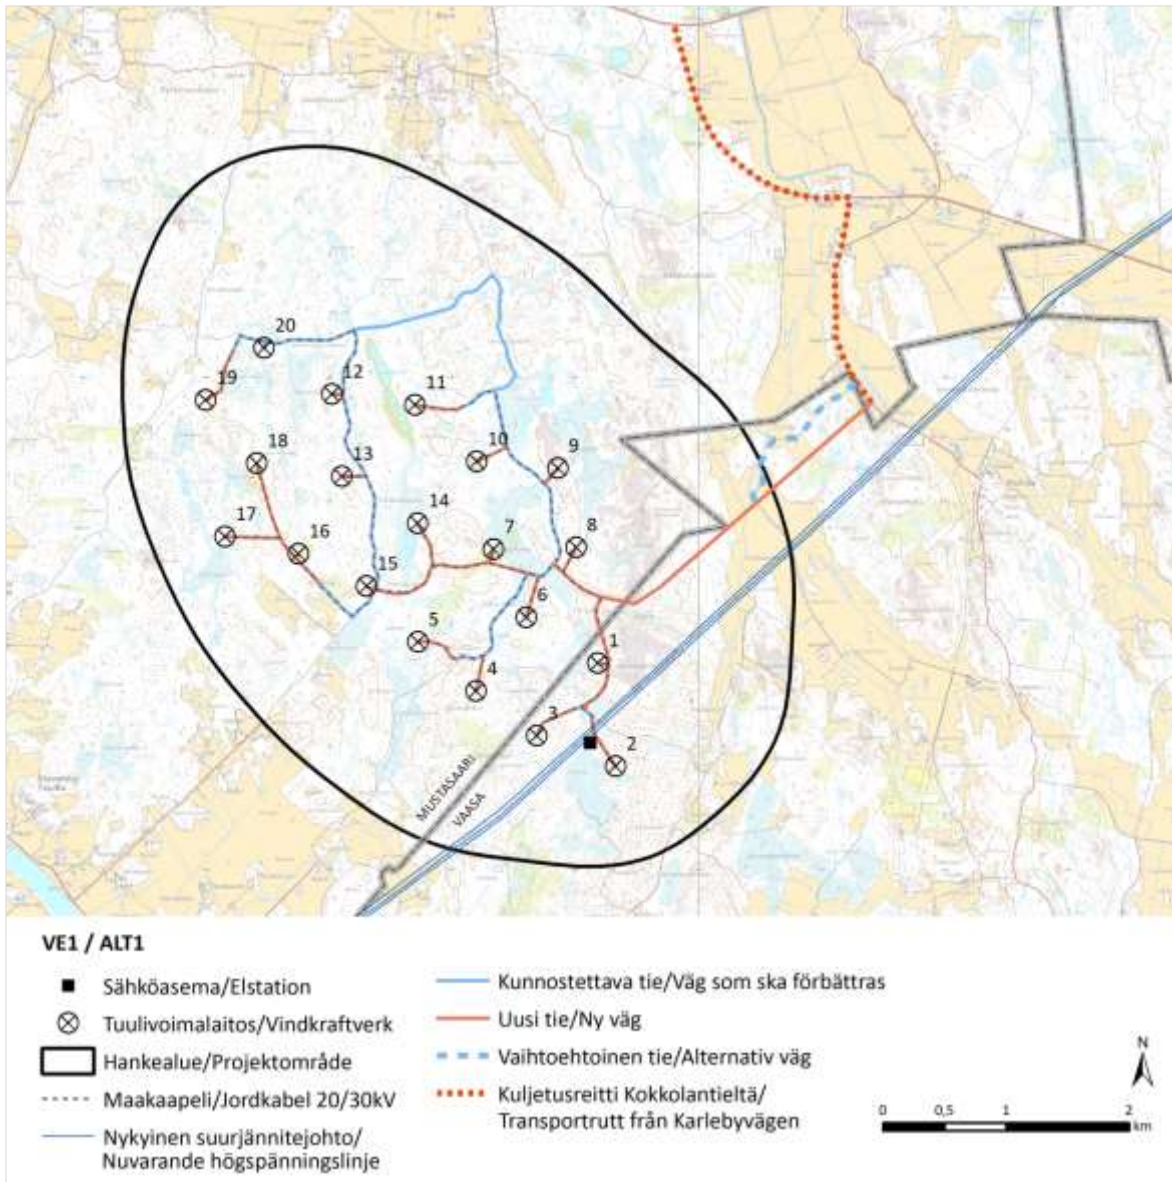 20
19
12
11
18
13
10
9
14
17
16
7
8
15
6
5
4
1
3
2
MUSTASAARI
VAASA
VE1 / ALT1
Sähköasema/Elstation
Tuulivoimalaitos/Vindkraftverk
Hankealue/Projektområde
Maakaapeli/Jordkabel 20/30kV
Nykyinen suurjännitejohto/
Nuvarande högspänningslinje
Kunnostettava tie/Väg som ska förbättras
Uusi tie/Ny väg
Vaihtoehtoinen tie/Alternativ väg
Kuljetusreitti Kokkolantieltä/
Transportrutt från Karlebyvägen
N
0 0,5 1 2
km